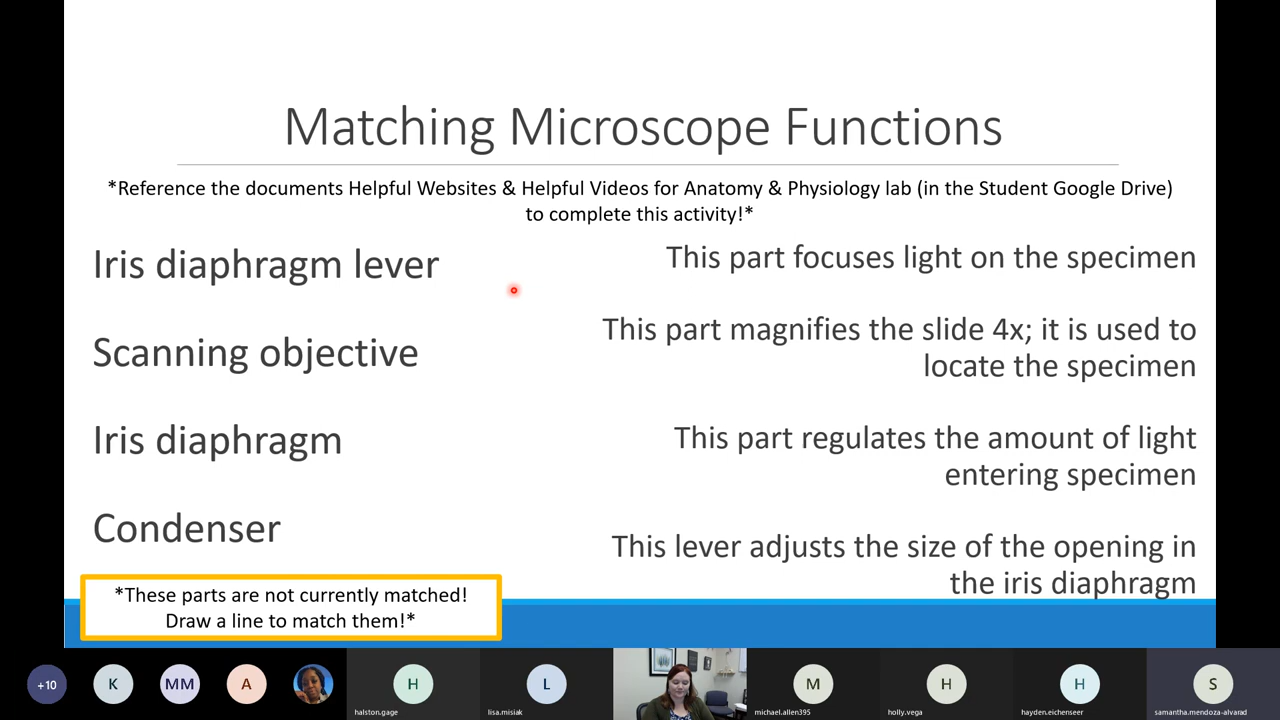 Matching Microscope Functions
*Reference the documents Helpful Websites & Helpful Videos for Anatomy & Physiology lab (in the Student Google Drive)
to complete this activity!*
Iris diaphragm lever
Scanning objective
Iris diaphragm
Condenser
This part focuses light on the specimen
This part magnifies the slide 4x; it is used to
locate the specimen
This part regulates the amount of light
entering specimen
This lever adjusts the size of the opening in
the iris diaphragm
*These parts are not currently matched!
Draw a line to match them!*
+10
K
MM
A
H
halston.gage
L
lisa.misiak
M
michael.allen395
H
holly.vega
H
hayden.eichenseer
S
samantha.mendoza-alvarad